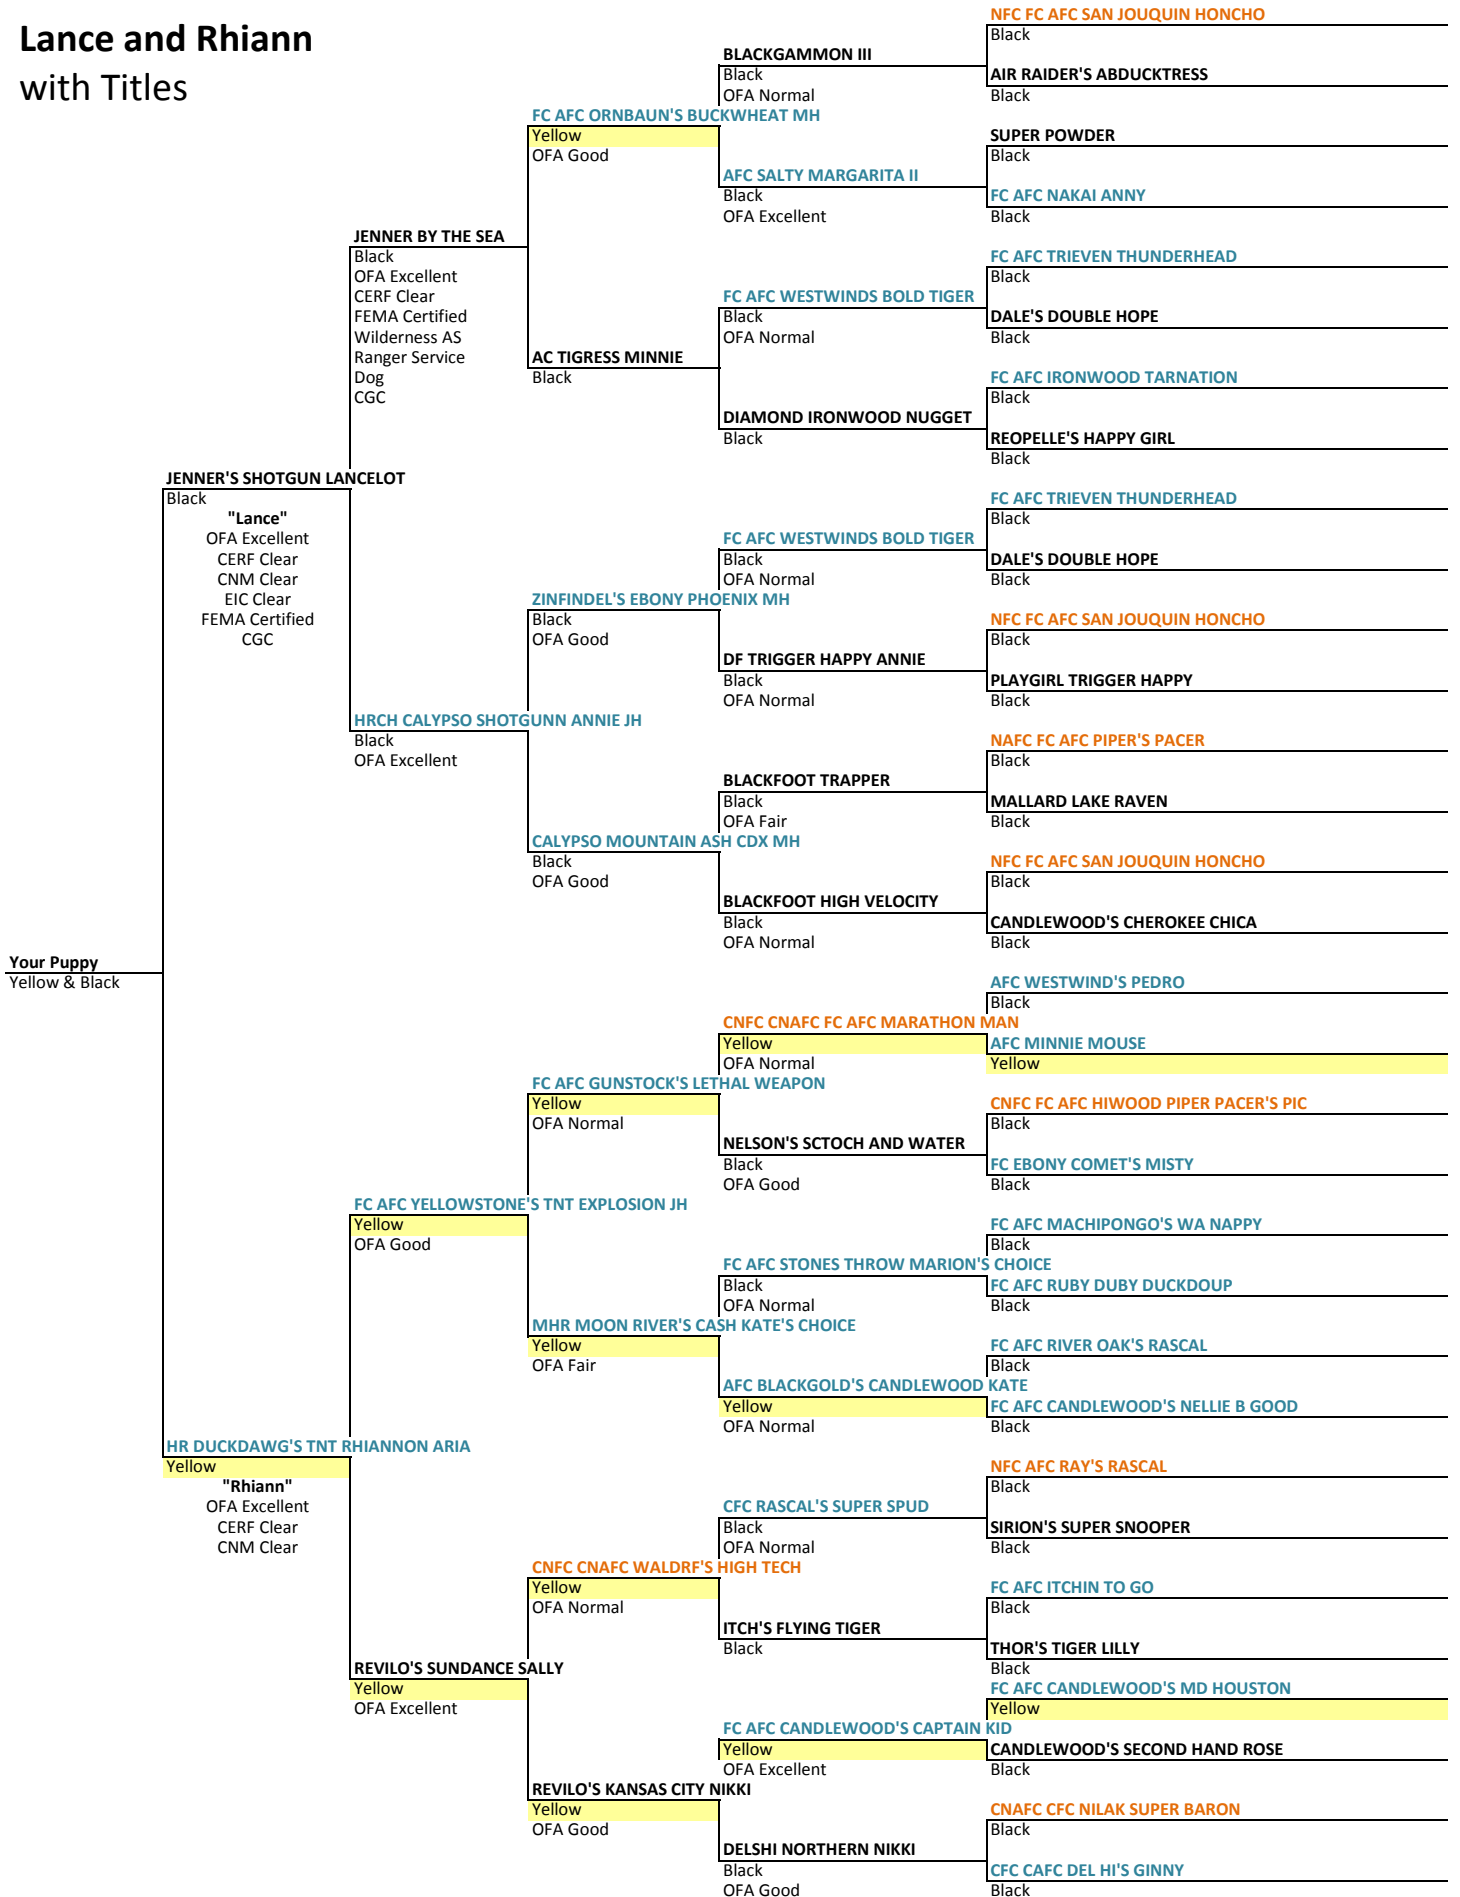 Lance and Rhiann
with Titles
Your Puppy
Yellow & Black
JENNER'S SHOTGUN LANCELOT
Black
"Lance"
OFA Excellent
CERF Clear
CNM Clear
EIC Clear
FEMA Certified
CGC
HR DUCKDAWG'S TNT RHIANNON ARIA
Yellow
"Rhiann"
OFA Excellent
CERF Clear
CNM Clear
JENNER BY THE SEA
Black
OFA Excellent
CERF Clear
FEMA Certified
Wilderness AS
Ranger Service
Dog
CGC
HRCH CALYPSO SHOTGUNN ANNIE JH
Black
OFA Excellent
FC AFC YELLOWSTONE'S TNT EXPLOSION JH
Yellow
OFA Good
REVILO'S SUNDANCE SALLY
Yellow
OFA Excellent
FC AFC ORNBAUN'S BUCKWHEAT MH
Yellow
OFA Good
AC TIGRESS MINNIE
Black
ZINFINDEL'S EBONY PHOENIX MH
Black
OFA Good
CALYPSO MOUNTAIN ASH CDX MH
Black
OFA Good
FC AFC GUNSTOCK'S LETHAL WEAPON
Yellow
OFA Normal
MHR MOON RIVER'S CASH KATE'S CHOICE
Yellow
OFA Fair
CNFC CNAFC WALDRF'S HIGH TECH
Yellow
OFA Normal
REVILO'S KANSAS CITY NIKKI
Yellow
OFA Good
BLACKGAMMON III
Black
OFA Normal
AFC SALTY MARGARITA II
Black
OFA Excellent
FC AFC WESTWINDS BOLD TIGER
Black
OFA Normal
DIAMOND IRONWOOD NUGGET
Black
FC AFC WESTWINDS BOLD TIGER
Black
OFA Normal
DF TRIGGER HAPPY ANNIE
Black
OFA Normal
BLACKFOOT TRAPPER
Black
OFA Fair
BLACKFOOT HIGH VELOCITY
Black
OFA Normal
CNFC CNAFC FC AFC MARATHON MAN
Yellow
OFA Normal
NELSON'S SCTOCH AND WATER
Black
OFA Good
FC AFC STONES THROW MARION'S CHOICE
Black
OFA Normal
AFC BLACKGOLD'S CANDLEWOOD KATE
Yellow
OFA Normal
CFC RASCAL'S SUPER SPUD
Black
OFA Normal
ITCH'S FLYING TIGER
Black
FC AFC CANDLEWOOD'S CAPTAIN KID
Yellow
OFA Excellent
DELSHI NORTHERN NIKKI
Black
OFA Good
NFC FC AFC SAN JOUQUIN HONCHO
Black
AIR RAIDER'S ABDUCKTRESS
Black
SUPER POWDER
Black
FC AFC NAKAI ANNY
Black
FC AFC TRIEVEN THUNDERHEAD
Black
DALE'S DOUBLE HOPE
Black
FC AFC IRONWOOD TARNATION
Black
REOPELLE'S HAPPY GIRL
Black
FC AFC TRIEVEN THUNDERHEAD
Black
DALE'S DOUBLE HOPE
Black
NFC FC AFC SAN JOUQUIN HONCHO
Black
PLAYGIRL TRIGGER HAPPY
Black
NAFC FC AFC PIPER'S PACER
Black
MALLARD LAKE RAVEN
Black
NFC FC AFC SAN JOUQUIN HONCHO
Black
CANDLEWOOD'S CHEROKEE CHICA
Black
AFC WESTWIND'S PEDRO
Black
AFC MINNIE MOUSE
Yellow
CNFC FC AFC HIWOOD PIPER PACER'S PIC
Black
FC EBONY COMET'S MISTY
Black
FC AFC MACHIPONGO'S WA NAPPY
Black
FC AFC RUBY DUBY DUCKDOUP
Black
FC AFC RIVER OAK'S RASCAL
Black
FC AFC CANDLEWOOD'S NELLIE B GOOD
Black
NFC AFC RAY'S RASCAL
Black
SIRION'S SUPER SNOOPER
Black
FC AFC ITCHIN TO GO
Black
THOR'S TIGER LILLY
Black
FC AFC CANDLEWOOD'S MD HOUSTON
Yellow
CANDLEWOOD'S SECOND HAND ROSE
Black
CNAFC CFC NILAK SUPER BARON
Black
CFC CAFC DEL HI'S GINNY
Black